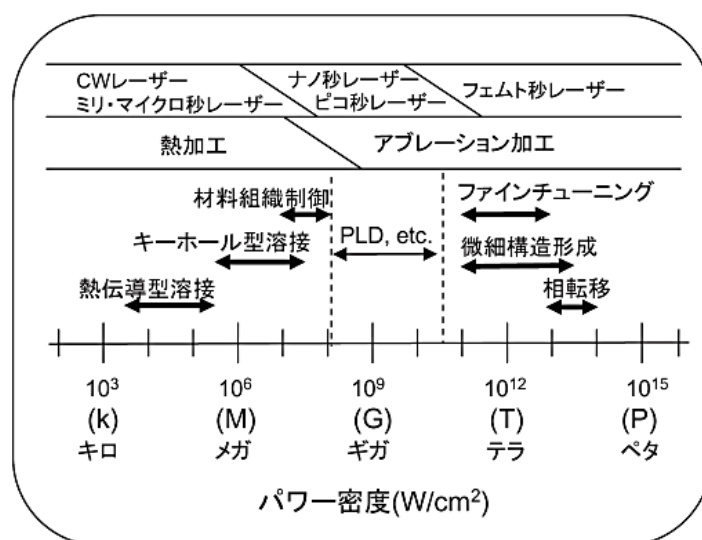 CWレーザー
ミリ・マイクロ秒レーザー
ナノ秒レーザー
ピコ秒レーザー
フェムト秒レーザー
熱加工
アブレーション加工
材料組織制御
ファインチューニング
キーホール型溶接
PLD, etc.
微細構造形成
熱伝導型溶接
相転移
10³ 10⁶ 10⁹ 10¹² 10¹⁵
(k) (M) (G) (T) (P)
キロ メガ ギガ テラ ペタ
パワー密度(W/cm²)